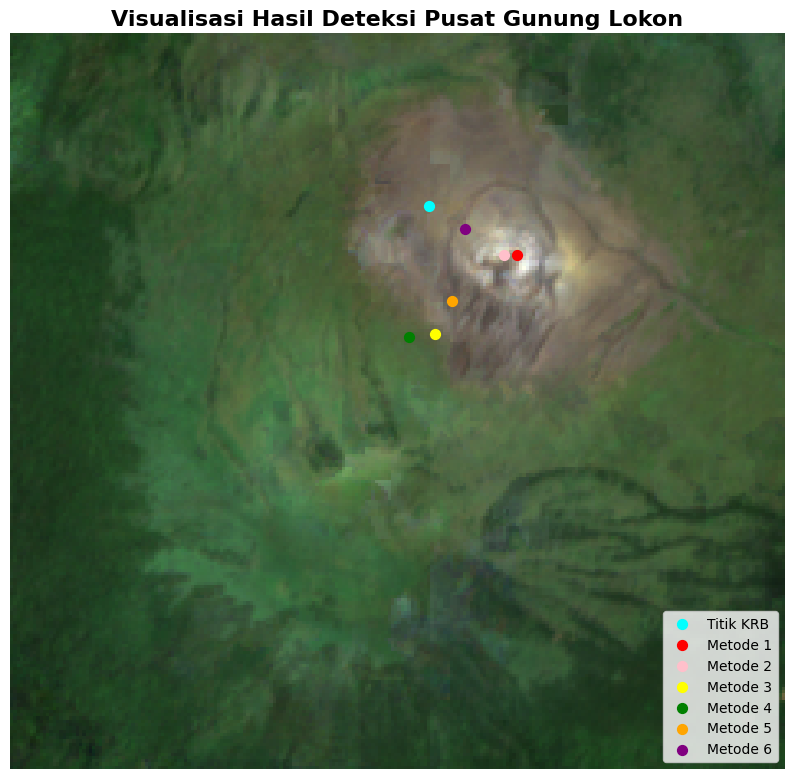 Visualisasi Hasil Deteksi Pusat Gunung Lokon
Titik KRB
Metode 1
Metode 2
Metode 3
Metode 4
Metode 5
Metode 6